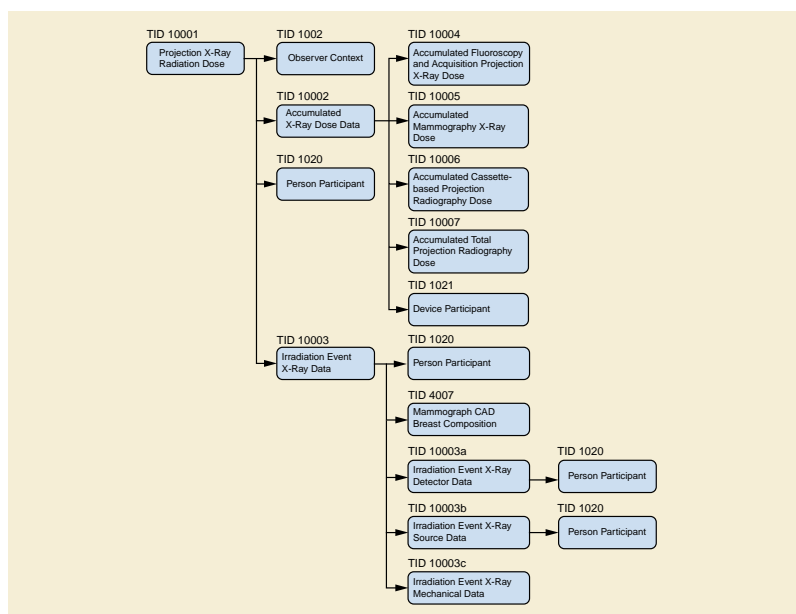 TID 10001
Projection X-Ray
Radiation Dose
TID 1002
Observer Context
TID 10002
Accumulated
X-Ray Dose Data
TID 1020
Person Participant
TID 10003
Irradiation Event
X-Ray Data
TID 10004
Accumulated Fluoroscopy
and Acquisition Projection
X-Ray Dose
TID 10005
Accumulated
Mammography X-Ray
Dose
TID 10006
Accumulated Cassette-
based Projection
Radiography Dose
TID 10007
Accumulated Total
Projection Radiography
Dose
TID 1021
Device Participant
TID 1020
Person Participant
TID 4007
Mammograph CAD
Breast Composition
TID 10003a
Irradiation Event X-Ray
Detector Data
TID 1020
Person Participant
TID 10003b
Irradiation Event X-Ray
Source Data
TID 1020
Person Participant
TID 10003c
Irradiation Event X-Ray
Mechanical Data